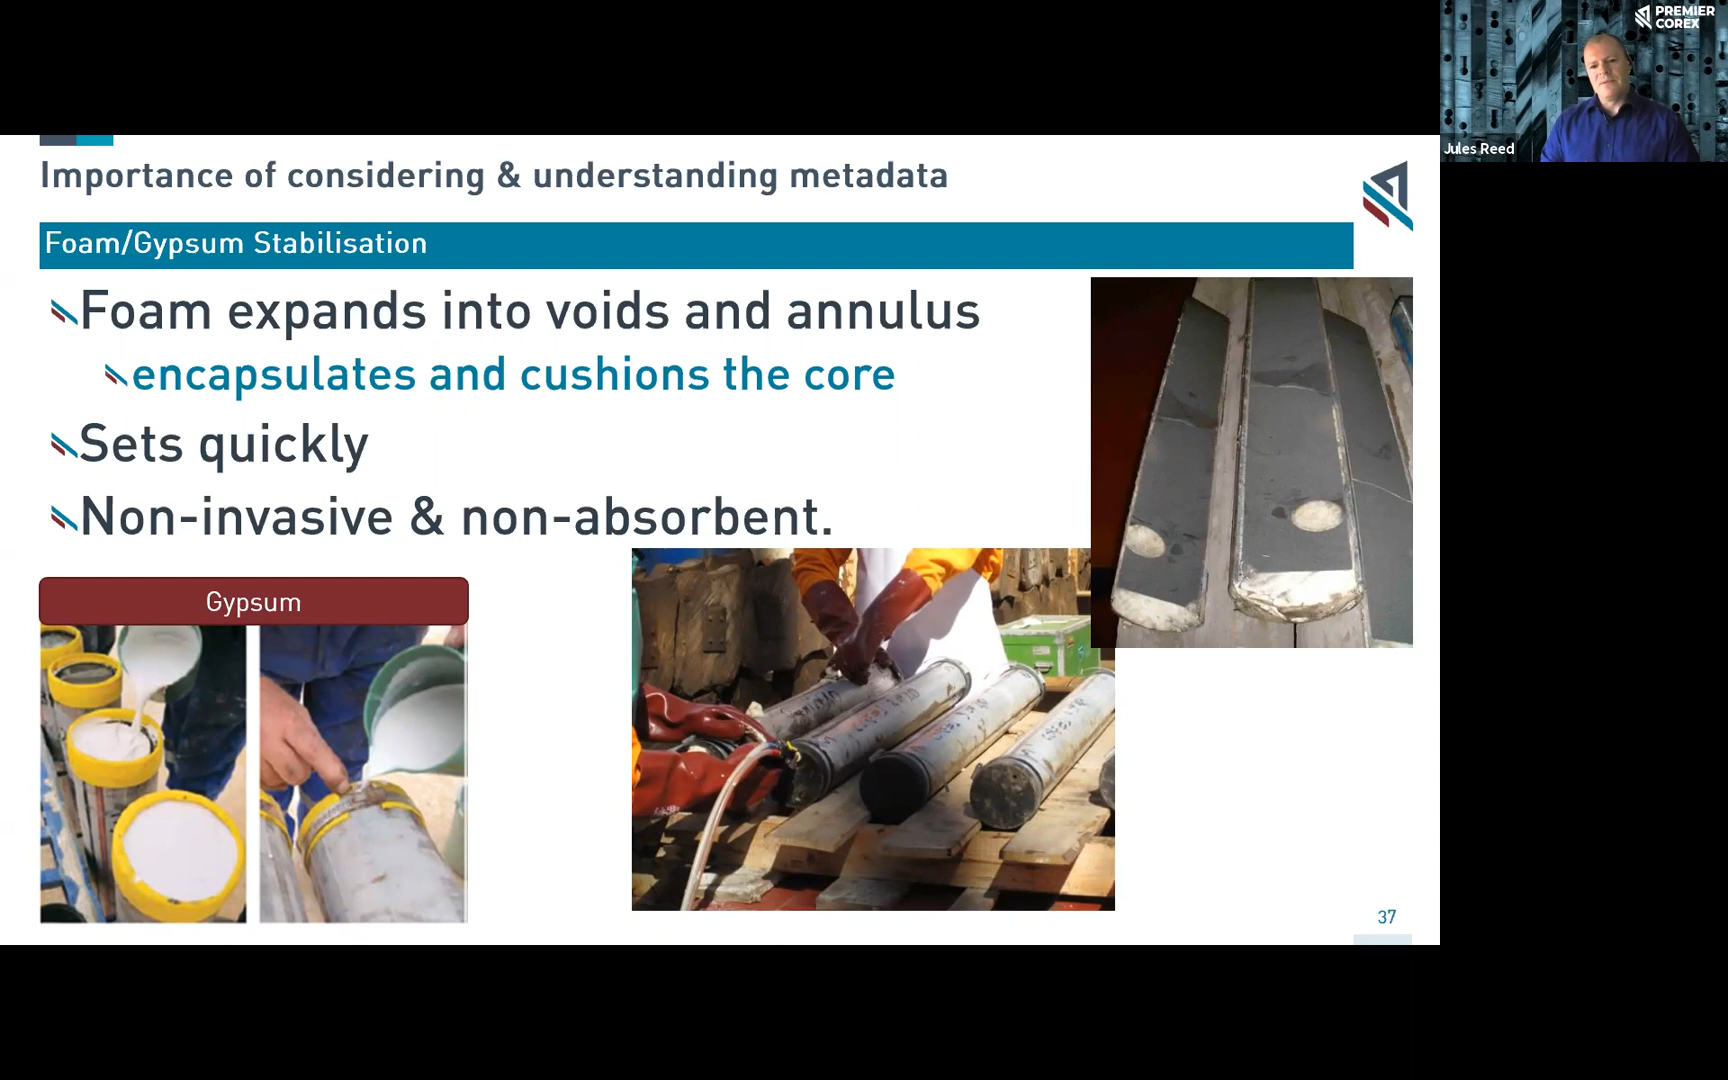 PREMIER
COREX
Jules Reed
Importance of considering & understanding metadata
Foam/Gypsum Stabilisation
Foam expands into voids and annulus
encapsulates and cushions the core
Sets quickly
Non-invasive & non-absorbent.
Gypsum
37